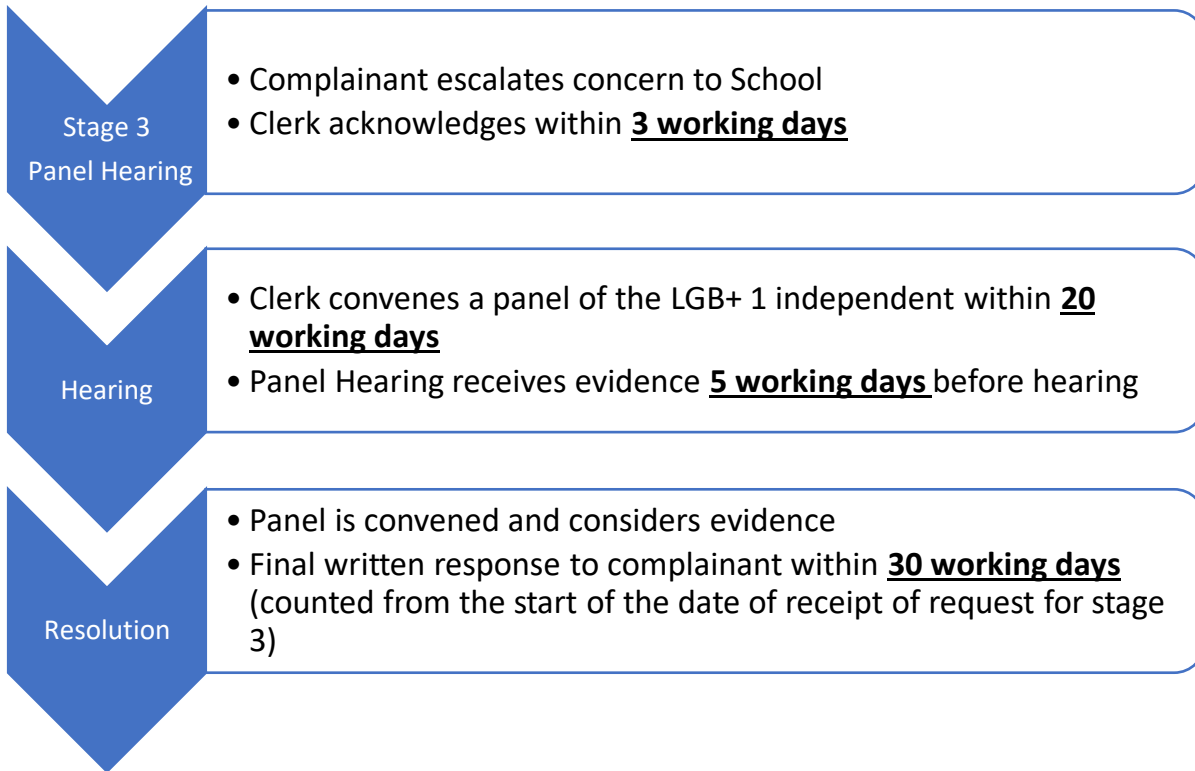 Stage 3
Panel Hearing
• Complainant escalates concern to School
• Clerk acknowledges within 3 working days
Hearing
• Clerk convenes a panel of the LGB+ 1 independent within 20
working days
• Panel Hearing receives evidence 5 working days before hearing
Resolution
• Panel is convened and considers evidence
• Final written response to complainant within 30 working days
(counted from the start of the date of receipt of request for stage
3)